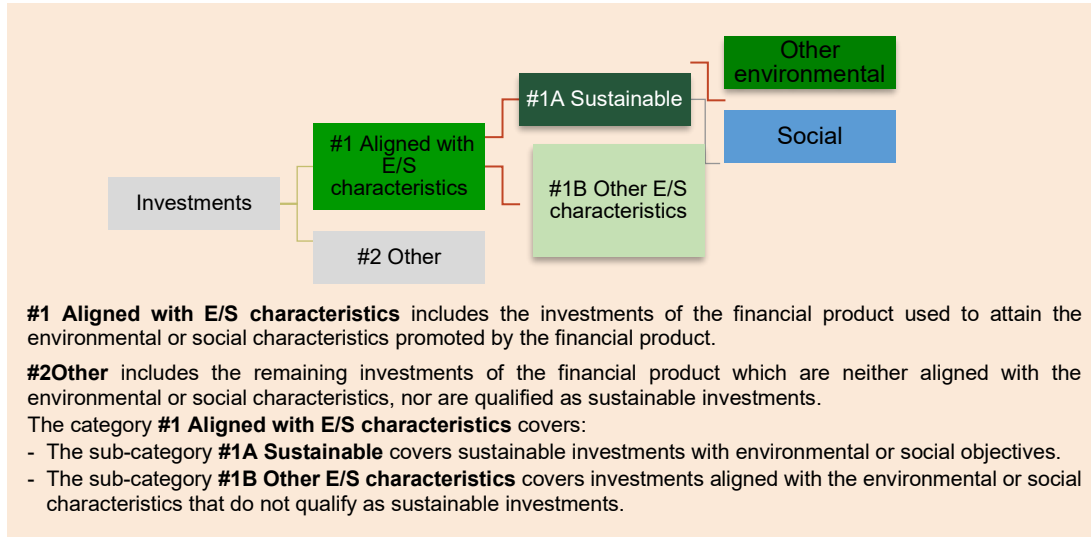 Other
environmental
#1A Sustainable
Social
#1 Aligned with
E/S
characteristics
#1B Other E/S
characteristics
Investments
#2 Other
#1 Aligned with E/S characteristics includes the investments of the financial product used to attain the
environmental or social characteristics promoted by the financial product.
#2Other includes the remaining investments of the financial product which are neither aligned with the
environmental or social characteristics, nor are qualified as sustainable investments.
The category #1 Aligned with E/S characteristics covers:
- The sub-category #1A Sustainable covers sustainable investments with environmental or social objectives.
- The sub-category #1B Other E/S characteristics covers investments aligned with the environmental or social
characteristics that do not qualify as sustainable investments.